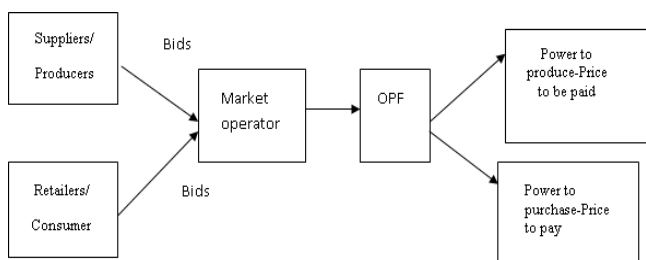 Suppliers/
Producers
Bids
Retailers/
Consumer
Bids
Market
operator
OPF
Power to
produce-Price
to be paid
Power to
purchase-Price
to pay